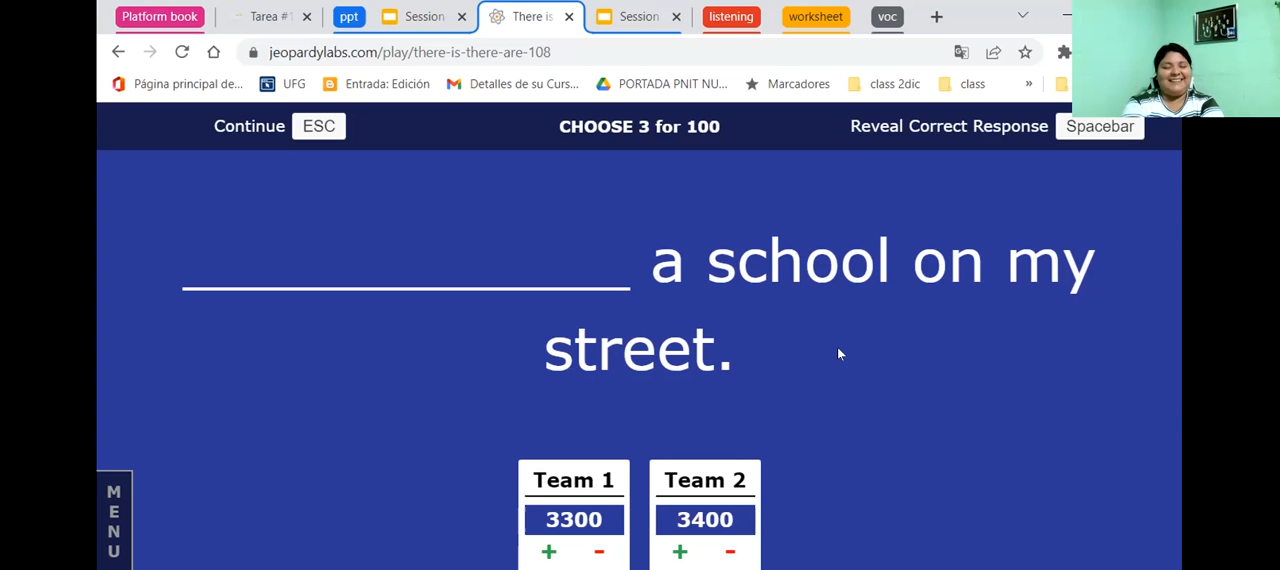 Platform book
Tarea #1
ppt
Session
There is
Session
listening
worksheet
voc
jeopardylabs.com/play/there-is-there-are-108
Página principal de...
UFG
Entrada: Edición
Detalles de su Curs...
PORTADA PNIT NU...
Marcadores
class 2dic
class
»
Continue ESC
CHOOSE 3 for 100
Reveal Correct Response Spacebar
______________ a school on my
street.
MENU
Team 1
3300
+ -
Team 2
3400
+ -